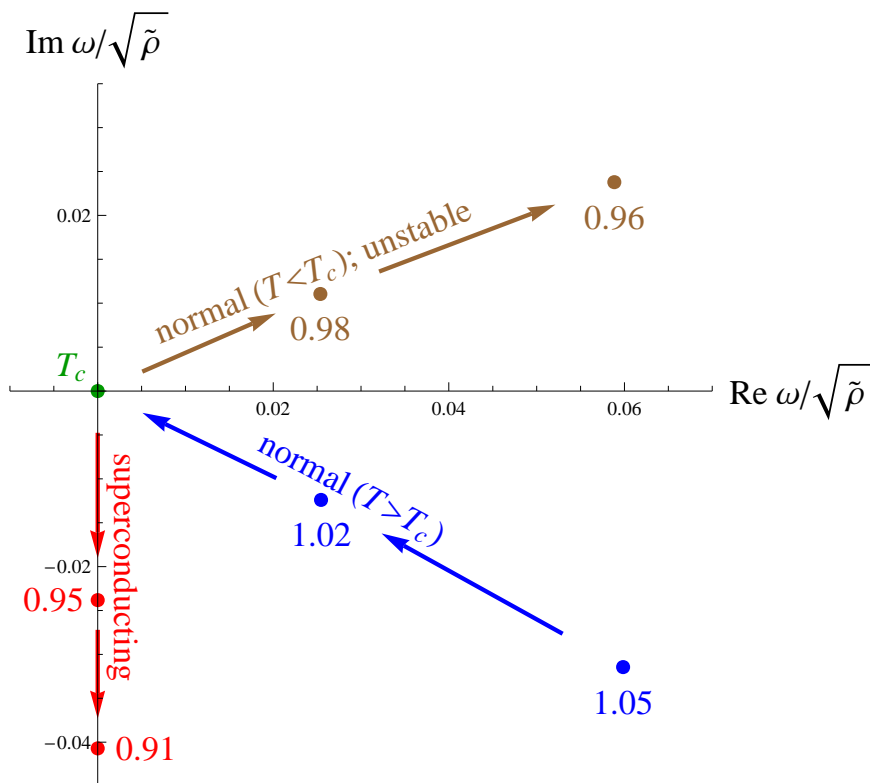 Im ω/√ρ̃
0.02
normal (T<T_c); unstable
0.96
0.98
T_c
0.02
0.04
0.06
Re ω/√ρ̃
normal (T>T_c)
superconducting
1.02
−0.02
0.95
1.05
−0.04
0.91